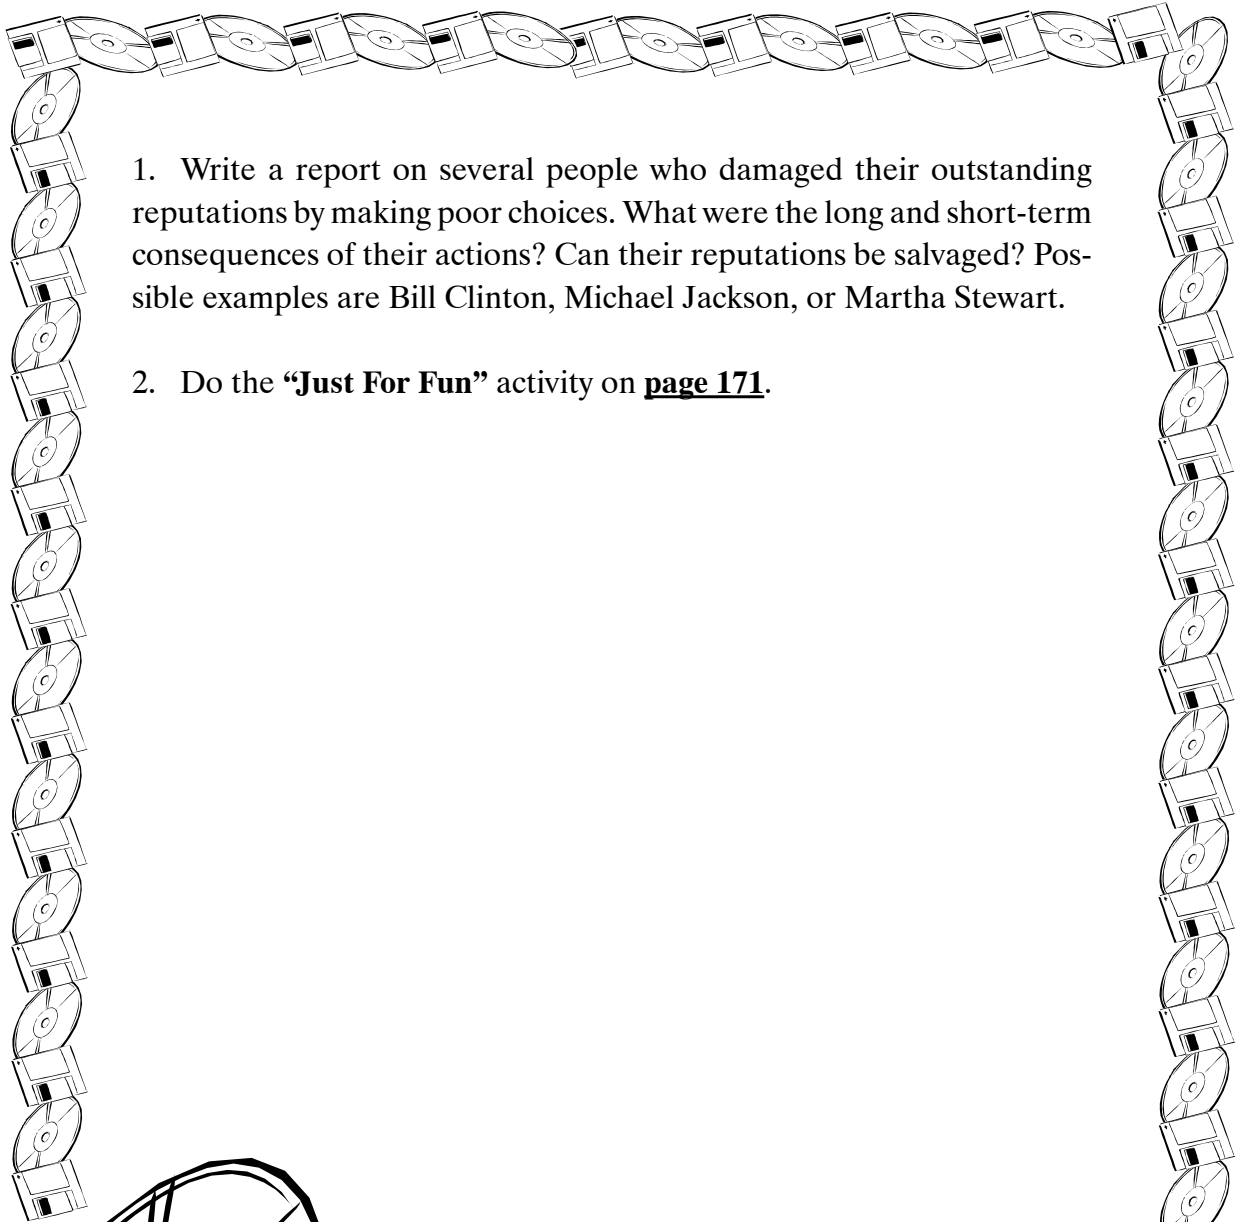 1. Write a report on several people who damaged their outstanding
reputations by making poor choices. What were the long and short-term
consequences of their actions? Can their reputations be salvaged? Pos-
sible examples are Bill Clinton, Michael Jackson, or Martha Stewart.
2. Do the “Just For Fun” activity on page 171.